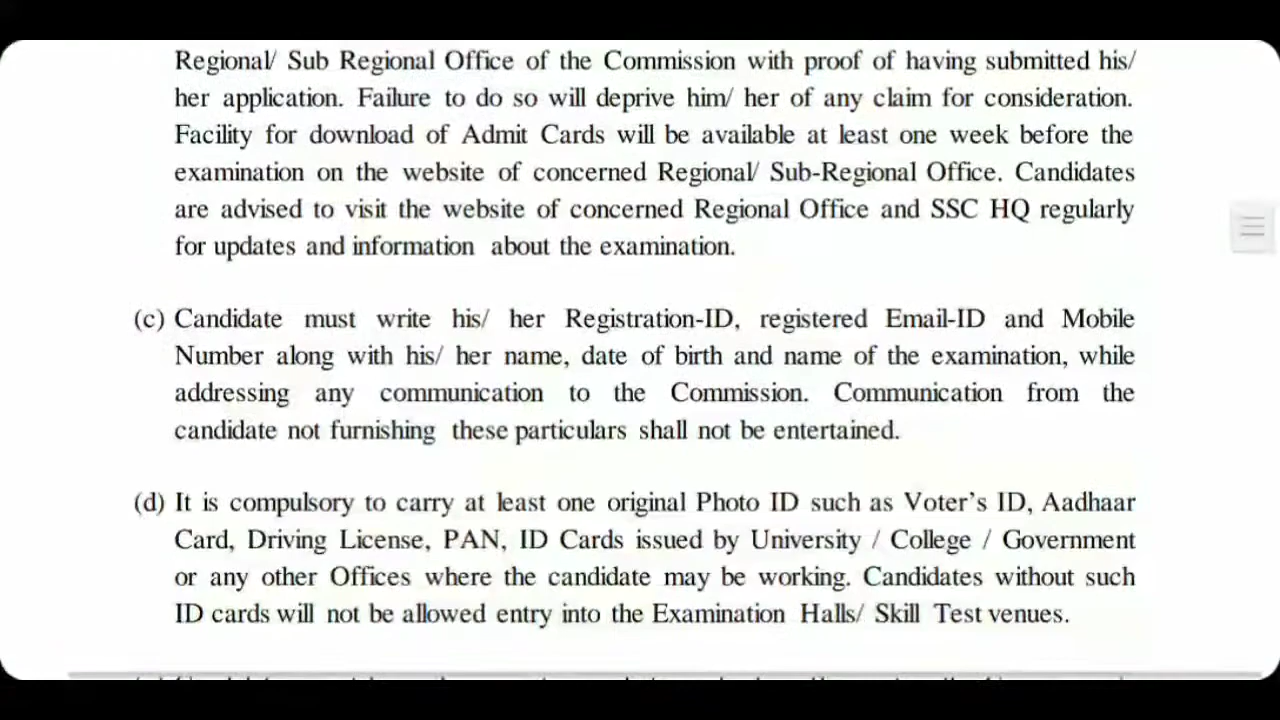 Regional/ Sub Regional Office of the Commission with proof of having submitted his/
her application. Failure to do so will deprive him/ her of any claim for consideration.
Facility for download of Admit Cards will be available at least one week before the
examination on the website of concerned Regional/ Sub-Regional Office. Candidates
are advised to visit the website of concerned Regional Office and SSC HQ regularly
for updates and information about the examination.
(c) Candidate must write his/ her Registration-ID, registered Email-ID and Mobile
Number along with his/ her name, date of birth and name of the examination, while
addressing any communication to the Commission. Communication from the
candidate not furnishing these particulars shall not be entertained.
(d) It is compulsory to carry at least one original Photo ID such as Voter’s ID, Aadhaar
Card, Driving License, PAN, ID Cards issued by University / College / Government
or any other Offices where the candidate may be working. Candidates without such
ID cards will not be allowed entry into the Examination Halls/ Skill Test venues.